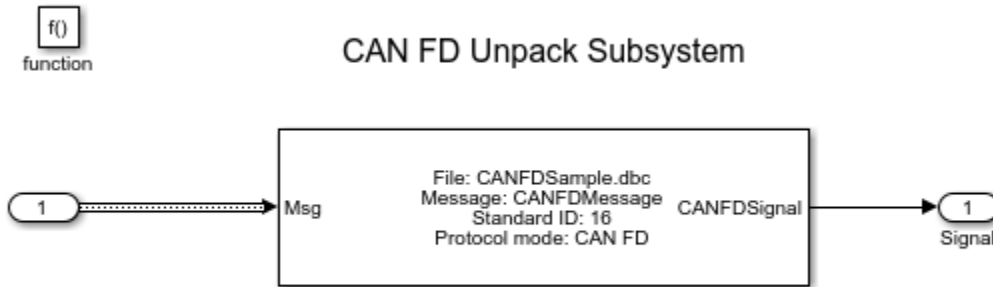 f()
function
CAN FD Unpack Subsystem
1
Msg
File: CANFDSample.dbc
Message: CANFDMessage
Standard ID: 16
Protocol mode: CAN FD
CANFDSignal
1
Signal